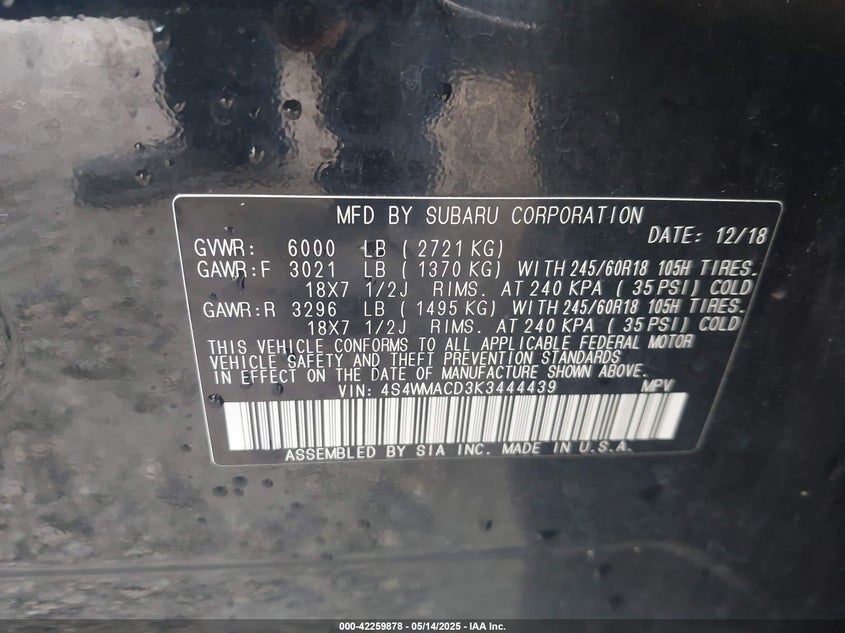 MFD BY SUBARU CORPORATION
DATE: 12/18
GVWR: 6000 LB ( 2721 KG)
GAWR:F 3021 LB ( 1370 KG) WITH 245/60R18 105H TIRES.
18X7 1/2J RIMS. AT 240 KPA ( 35 PSI) COLD
GAWR:R 3296 LB ( 1495 KG) WITH 245/60R18 105H TIRES.
18X7 1/2J RIMS. AT 240 KPA ( 35 PSI) COLD
THIS VEHICLE CONFORMS TO ALL APPLICABLE FEDERAL MOTOR
VEHICLE SAFETY AND THEFT PREVENTION STANDARDS
IN EFFECT ON THE DATE OF MANUFACTURE SHOWN ABOVE.
VIN: 4S4WMACD3K3444439 MPV
ASSEMBLED BY SIA INC. MADE IN U.S.A.
000-42259878 - 05/14/2025 - IAA Inc.